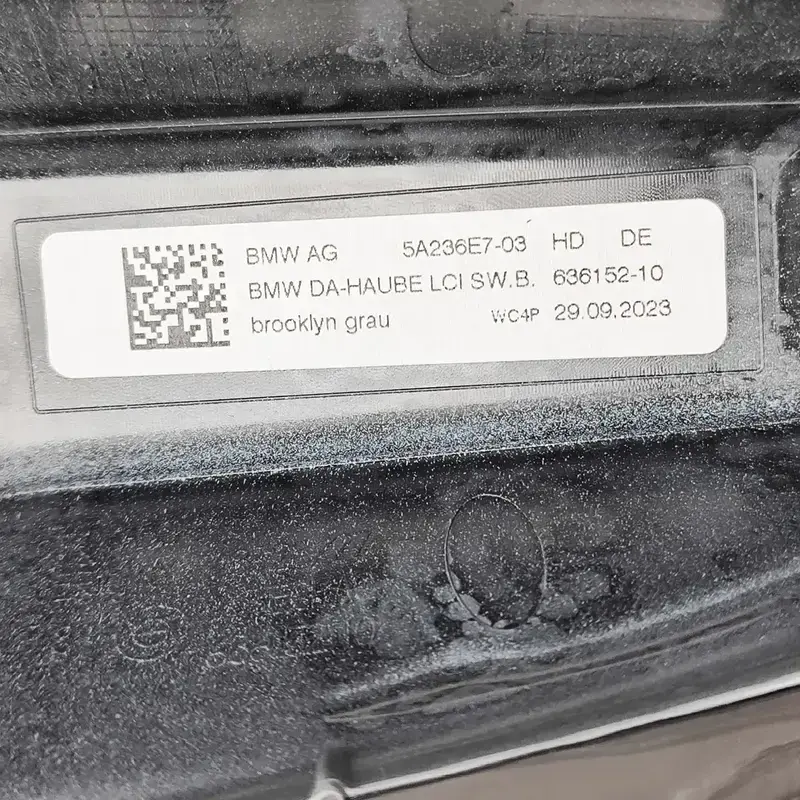 BMW AG 5A236E7-03 HD DE
BMW DA-HAUBE LCI SW.B. 636152-10
brooklyn grau WC4P 29.09.2023